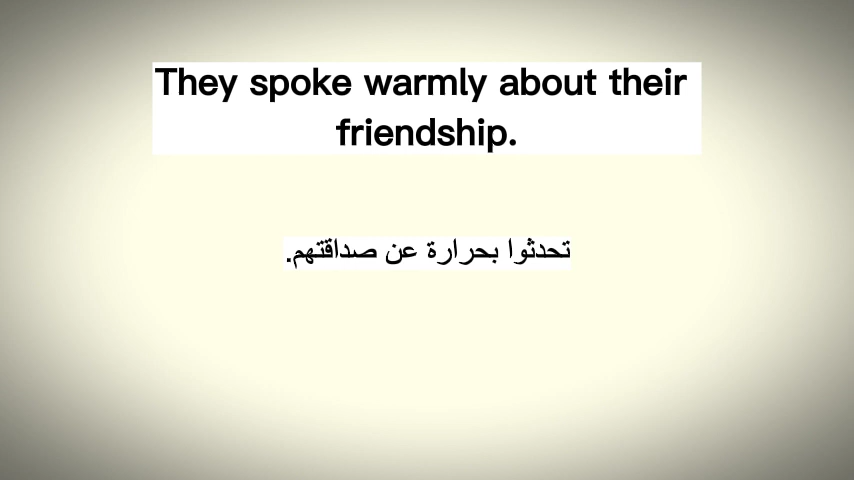 They spoke warmly about their
friendship.
تحدثوا بحرارة عن صداقتهم.